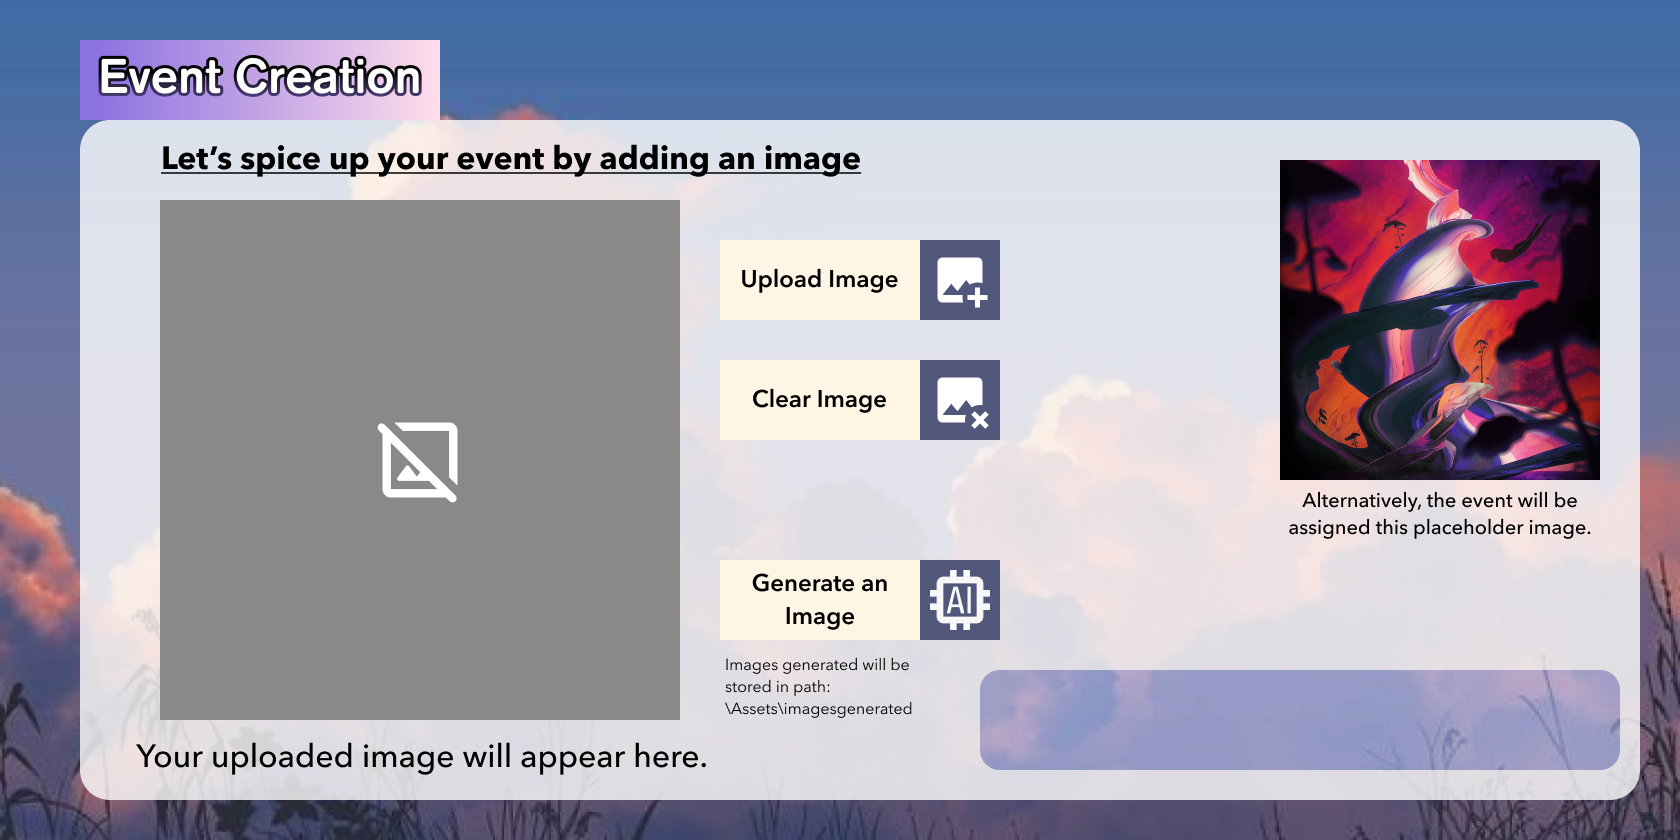 Event Creation
Let’s spice up your event by adding an image
Upload Image
Clear Image
Generate an
Image
AI
Images generated will be
stored in path:
\Assets\imagesgenerated
Your uploaded image will appear here.
Alternatively, the event will be
assigned this placeholder image.